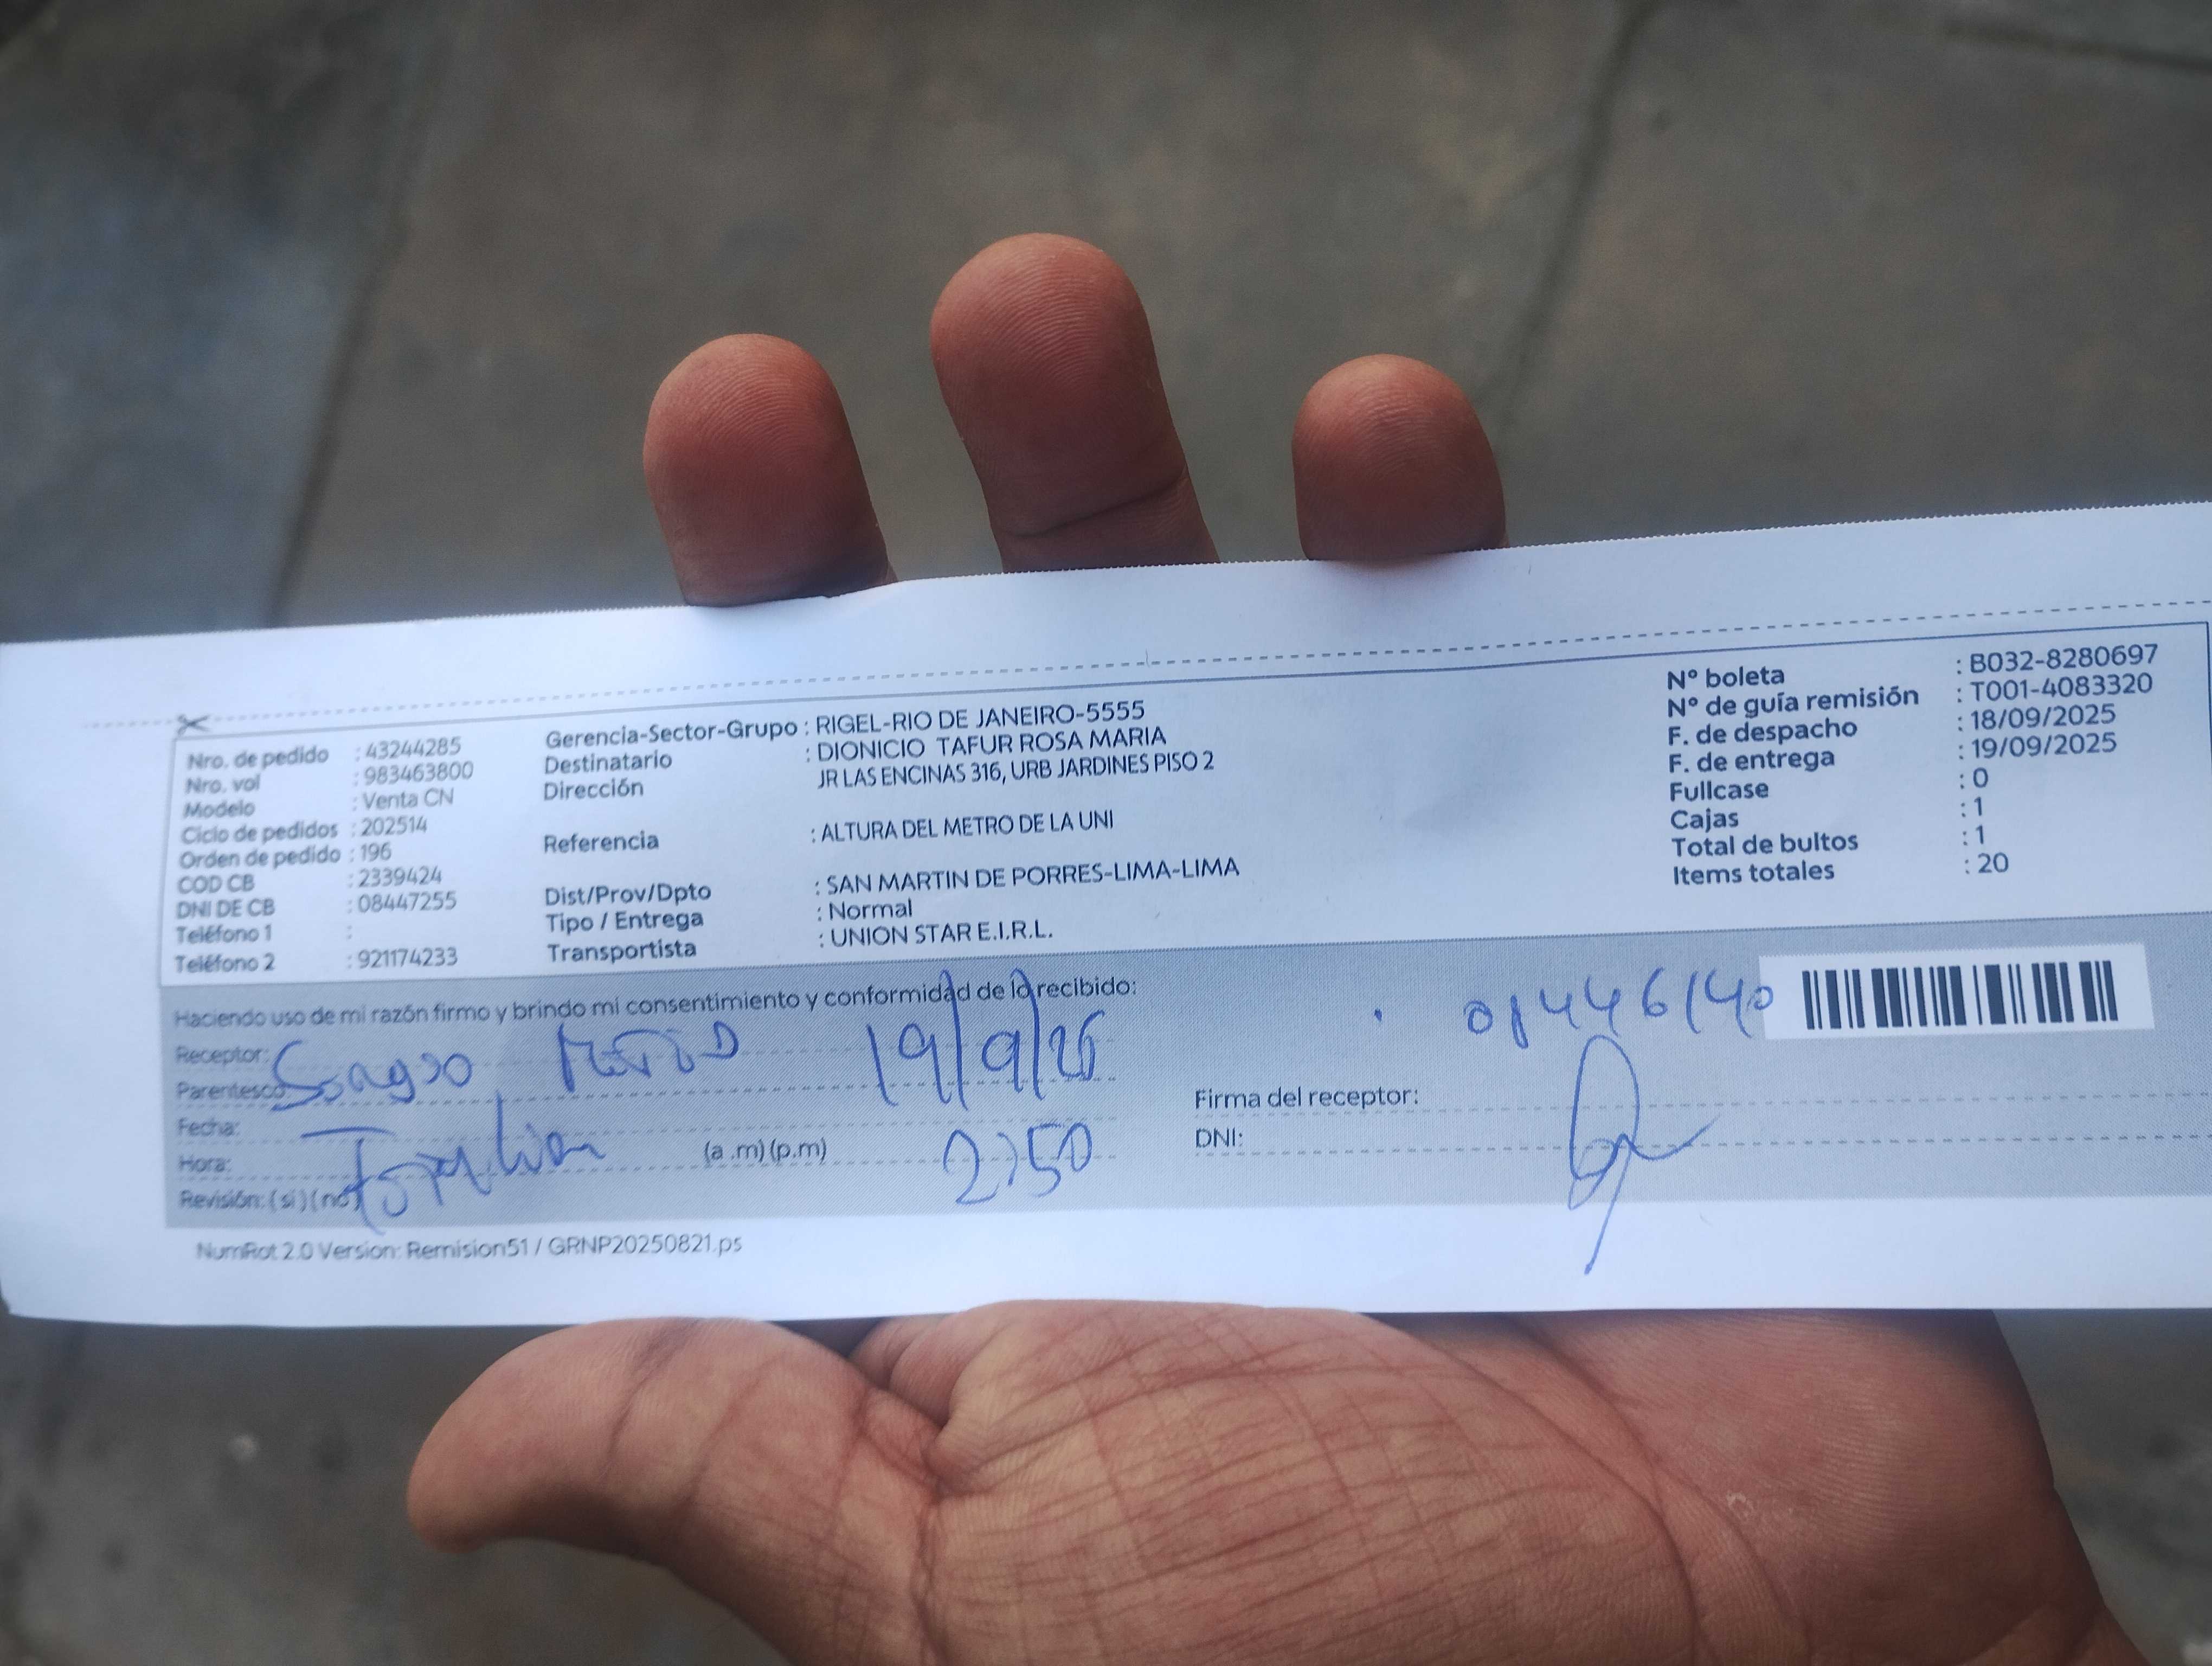 Nro. de pedido : 43244285
Nro. vol : 983463800
Modelo : Venta CN
Ciclo de pedidos : 202514
Orden de pedido : 196
COD CB : 2339424
DNI DE CB : 08447255
Teléfono 1 :
Teléfono 2 : 921174233
Gerencia-Sector-Grupo : RIGEL-RIO DE JANEIRO-5555
Destinatario : DIONICIO TAFUR ROSA MARIA
Dirección JR LAS ENCINAS 316, URB JARDINES PISO 2
Referencia : ALTURA DEL METRO DE LA UNI
Dist/Prov/Dpto : SAN MARTIN DE PORRES-LIMA-LIMA
Tipo / Entrega : Normal
Transportista : UNION STAR E.I.R.L.
N° boleta : B032-8280697
N° de guía remisión : T001-4083320
F. de despacho : 18/09/2025
F. de entrega : 19/09/2025
Fullcase : 0
Cajas : 1
Total de bultos : 1
Items totales : 20
Haciendo uso de mi razón firmo y brindo mi consentimiento y conformidad de lo recibido:
Receptor:
Parentesco:
Fecha:
Hora: (a .m) (p.m) 2:50
Revisión: ( si ) ( no )
Firma del receptor:
DNI:
NumRot 2.0 Version: Remision51 / GRNP20250821.ps